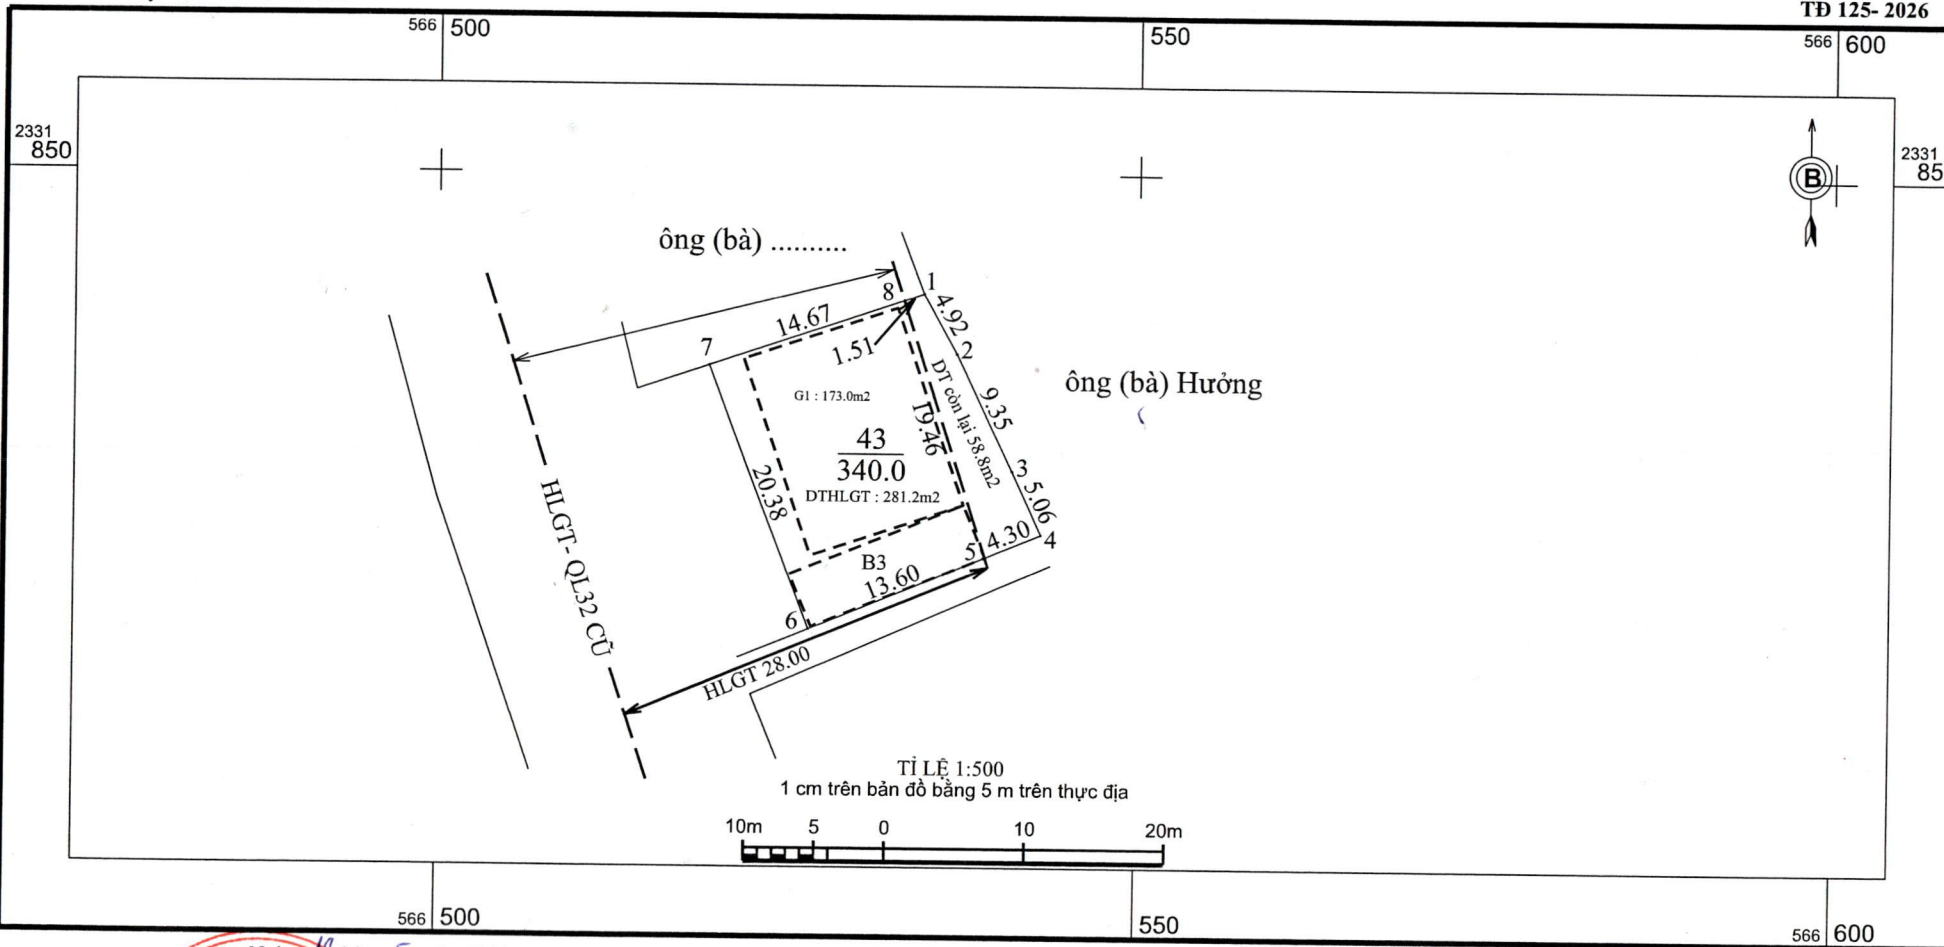 TĐ 125- 2026
566 500
550
566 600
2331
850
2331
85
B
ông (bà) ..........
1
8
4.92
14.67
7
1.51
2
ông (bà) Hưởng
G1 : 173.0m2
9.35
DT còn lại 58.8m2
19.46
43
340.0
3
20.38
DTHLGT : 281.2m2
5.06
HLGT- QL32 CŨ
4.30
4
5
B3
13.60
6
HLGT 28.00
TỈ LỆ 1:500
1 cm trên bản đồ bằng 5 m trên thực địa
10m 5 0 10 20m
566 500
550
566 600